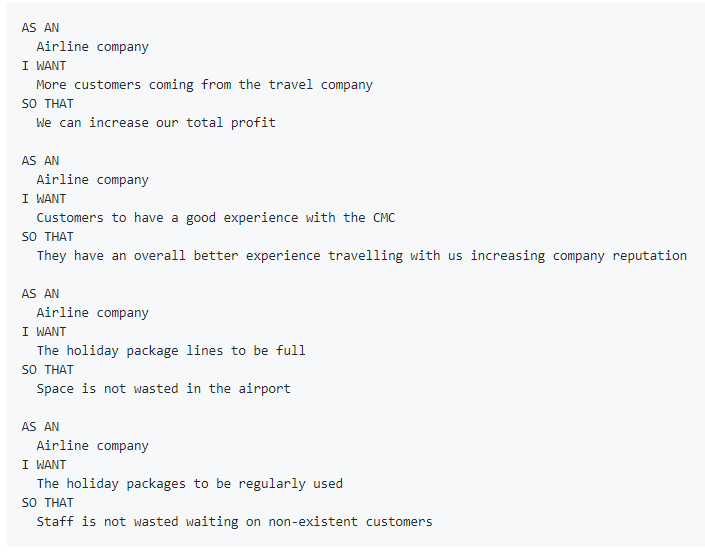 AS AN
Airline company
I WANT
More customers coming from the travel company
SO THAT
We can increase our total profit
AS AN
Airline company
I WANT
Customers to have a good experience with the CMC
SO THAT
They have an overall better experience travelling with us increasing company reputation
AS AN
Airline company
I WANT
The holiday package lines to be full
SO THAT
Space is not wasted in the airport
AS AN
Airline company
I WANT
The holiday packages to be regularly used
SO THAT
Staff is not wasted waiting on non-existent customers